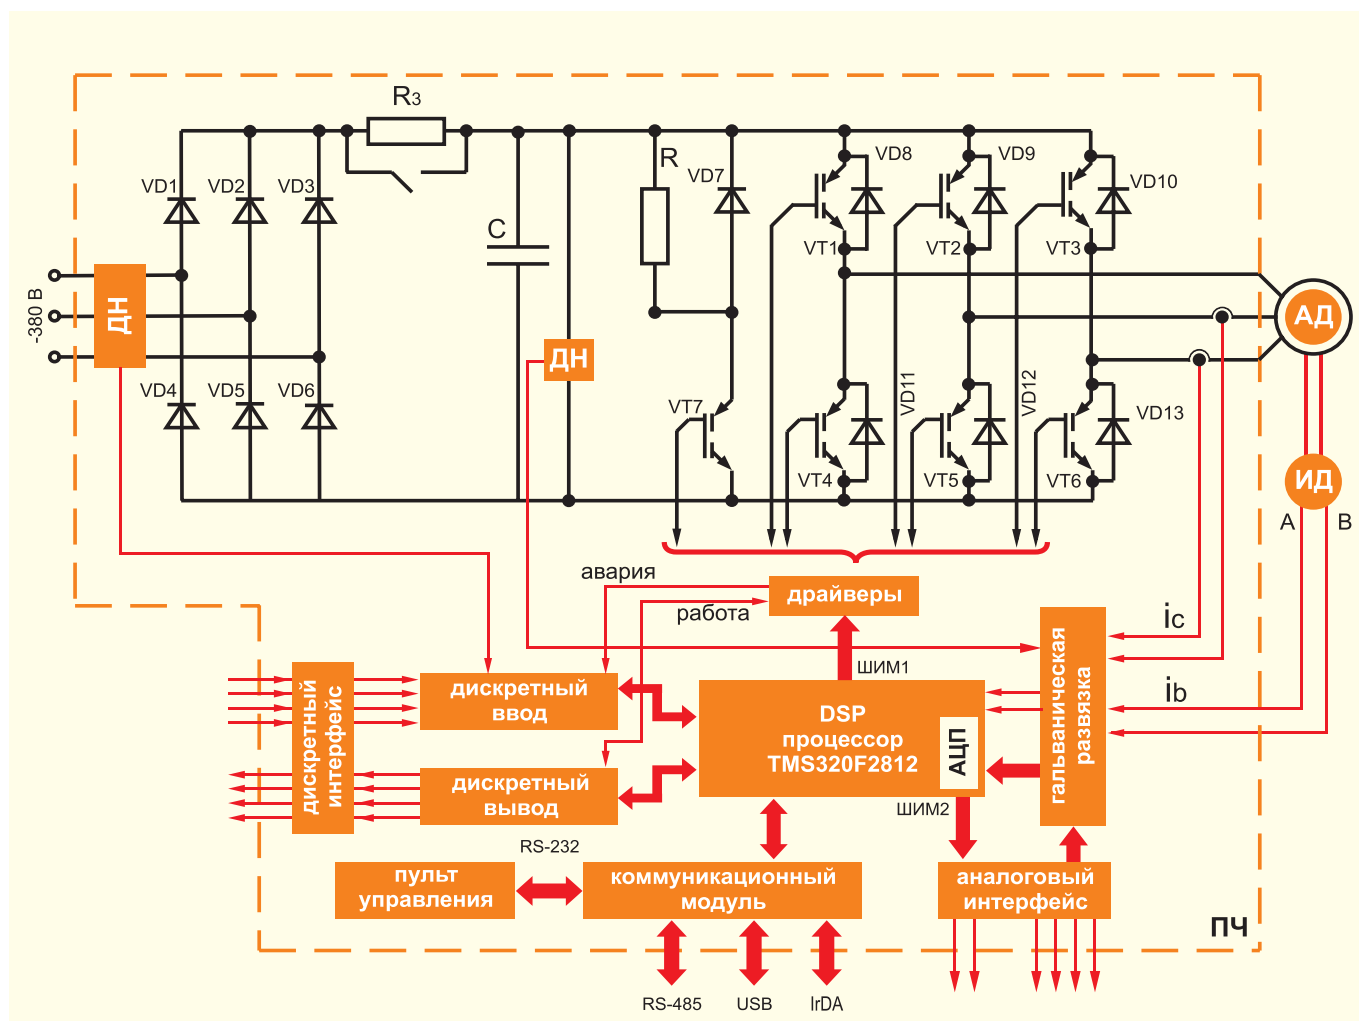 R3
VD1
VD2
VD3
C
R
VD7
VD8
VD9
VD10
VT1
VT2
VT3
-380 В
ДН
АД
ДН
VD4
VD5
VD6
VT7
VD11
VD12
VD13
VT4
VT5
VT6
ИД
A
B
авария
работа
драйверы
ШИМ1
ic
ib
гальваническая
развязка
дискретный
интерфейс
дискретный
ввод
DSP
процессор
TMS320F2812
АЦП
дискретный
вывод
ШИМ2
RS-232
пульт
управления
коммуникационный
модуль
аналоговый
интерфейс
ПЧ
RS-485
USB
IrDA